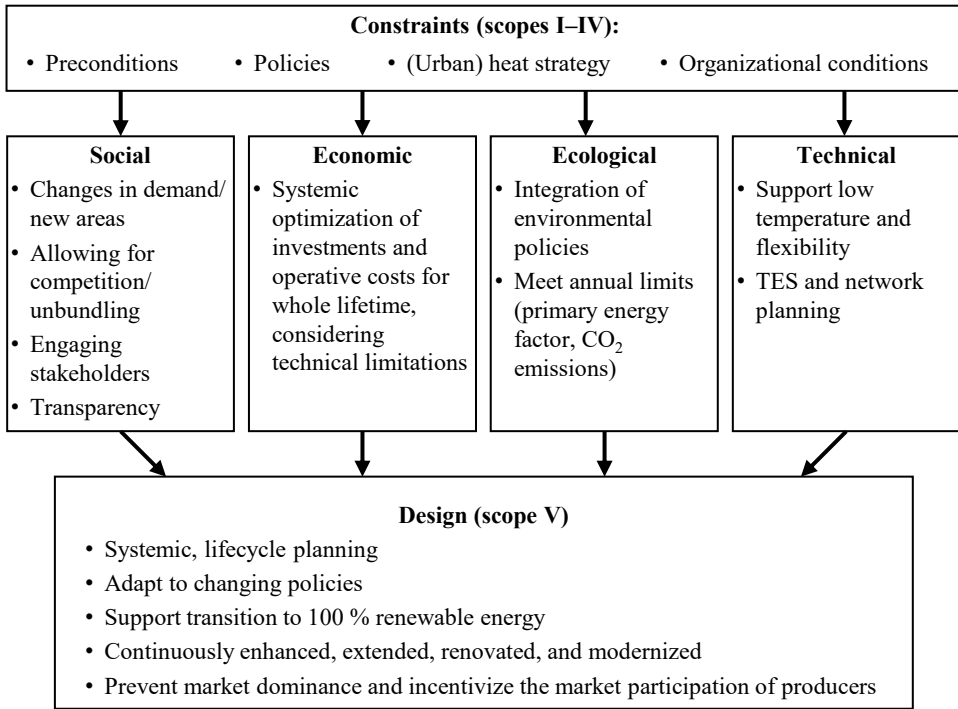 Constraints (scopes I–IV):
• Preconditions • Policies • (Urban) heat strategy • Organizational conditions
Social
• Changes in demand/
new areas
• Allowing for
competition/
unbundling
• Engaging
stakeholders
• Transparency
Economic
• Systemic
optimization of
investments and
operative costs for
whole lifetime,
considering
technical limitations
Ecological
• Integration of
environmental
policies
• Meet annual limits
(primary energy
factor, CO₂
emissions)
Technical
• Support low
temperature and
flexibility
• TES and network
planning
Design (scope V)
• Systemic, lifecycle planning
• Adapt to changing policies
• Support transition to 100 % renewable energy
• Continuously enhanced, extended, renovated, and modernized
• Prevent market dominance and incentivize the market participation of producers